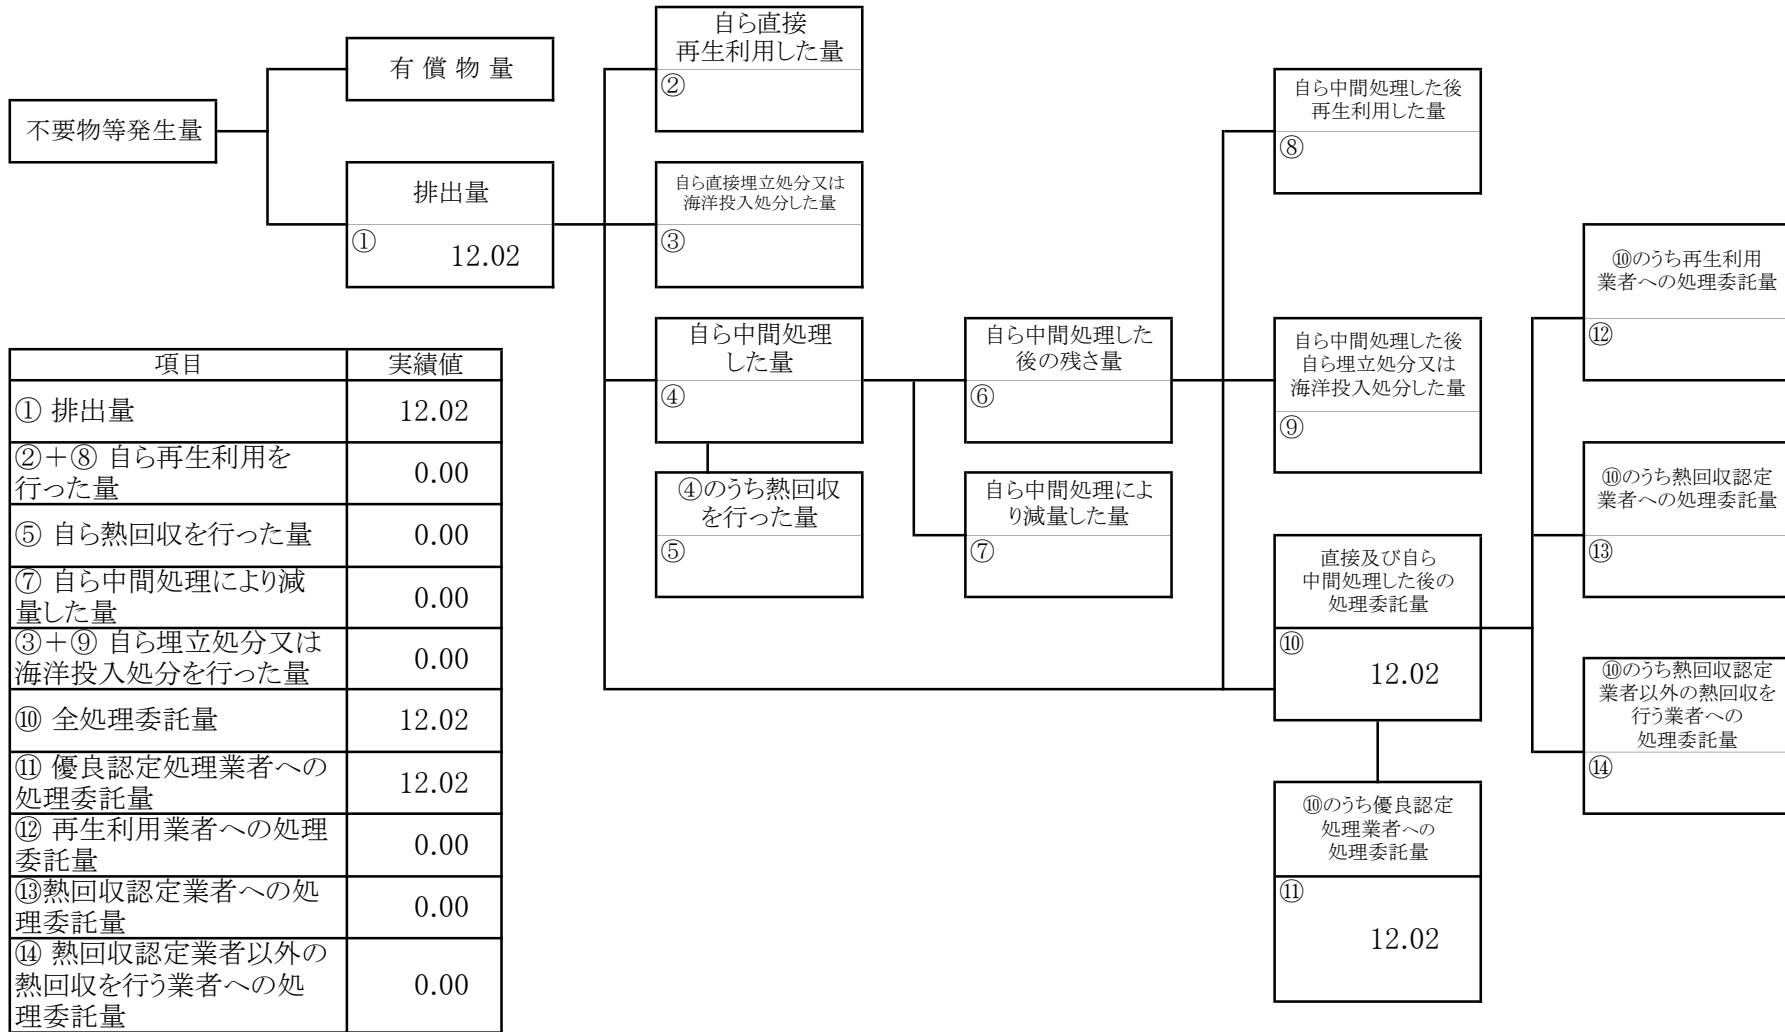 不要物等発生量
有 償 物 量
排出量
①
12.02
自ら直接
再生利用した量
②
自ら直接埋立処分又は
海洋投入処分した量
③
自ら中間処理
した量
④
④のうち熱回収
を行った量
⑤
自ら中間処理した
後の残さ量
⑥
自ら中間処理によ
り減量した量
⑦
自ら中間処理した後
再生利用した量
⑧
自ら中間処理した後
自ら埋立処分又は
海洋投入処分した量
⑨
直接及び自ら
中間処理した後の
処理委託量
⑩
12.02
⑩のうち優良認定
処理業者への
処理委託量
⑪
12.02
⑩のうち再生利用
業者への処理委託量
⑫
⑩のうち熱回収認定
業者への処理委託量
⑬
⑩のうち熱回収認定
業者以外の熱回収を
行う業者への
処理委託量
⑭
項目 実績値
① 排出量 12.02
②＋⑧ 自ら再生利用を
行った量 0.00
⑤ 自ら熱回収を行った量 0.00
⑦ 自ら中間処理により減
量した量 0.00
③＋⑨ 自ら埋立処分又は
海洋投入処分を行った量 0.00
⑩ 全処理委託量 12.02
⑪ 優良認定処理業者への
処理委託量 12.02
⑫ 再生利用業者への処理
委託量 0.00
⑬熱回収認定業者への処
理委託量 0.00
⑭ 熱回収認定業者以外の
熱回収を行う業者への処
理委託量 0.00